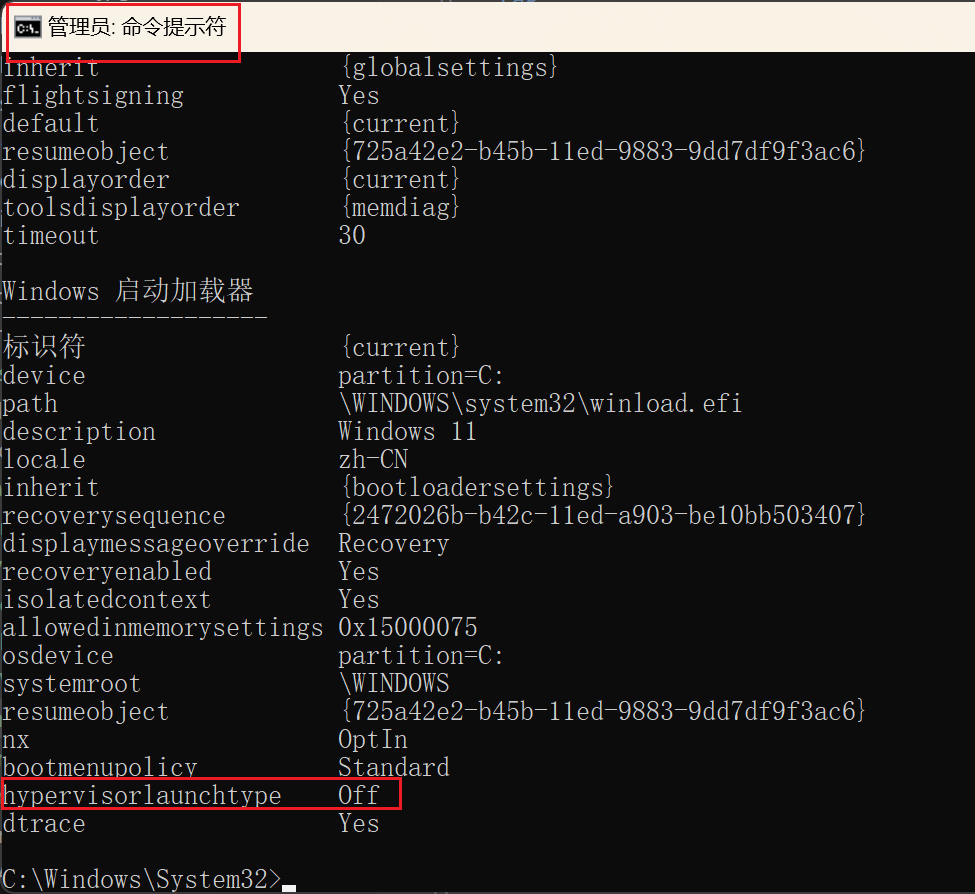 管理员: 命令提示符
inherit {globalsettings}
flightsigning Yes
default {current}
resumeobject {725a42e2-b45b-11ed-9883-9dd7df9f3ac6}
displayorder {current}
toolsdisplayorder {memdiag}
timeout 30
Windows 启动加载器
-------------------
标识符 {current}
device partition=C:
path \WINDOWS\system32\winload.efi
description Windows 11
locale zh-CN
inherit {bootloadersettings}
recoverysequence {2472026b-b42c-11ed-a903-be10bb503407}
displaymessageoverride Recovery
recoveryenabled Yes
isolatedcontext Yes
allowedinmemorysettings 0x15000075
osdevice partition=C:
systemroot \WINDOWS
resumeobject {725a42e2-b45b-11ed-9883-9dd7df9f3ac6}
nx OptIn
bootmenupolicy Standard
hypervisorlaunchtype Off
dtrace Yes
C:\Windows\System32>